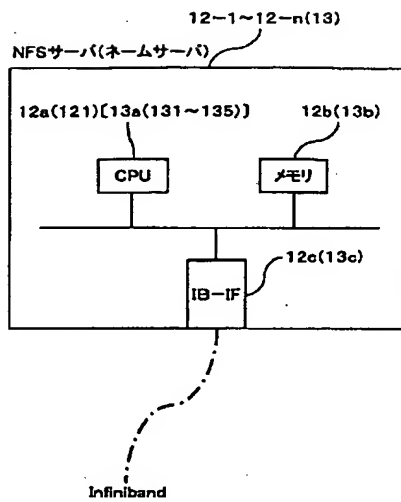 12-1~12-n(13)
NFSサーバ(ネームサーバ)
12a(121)[13a(131~135)]
12b(13b)
CPU
メモリ
12c(13c)
IB-IF
Infiniband